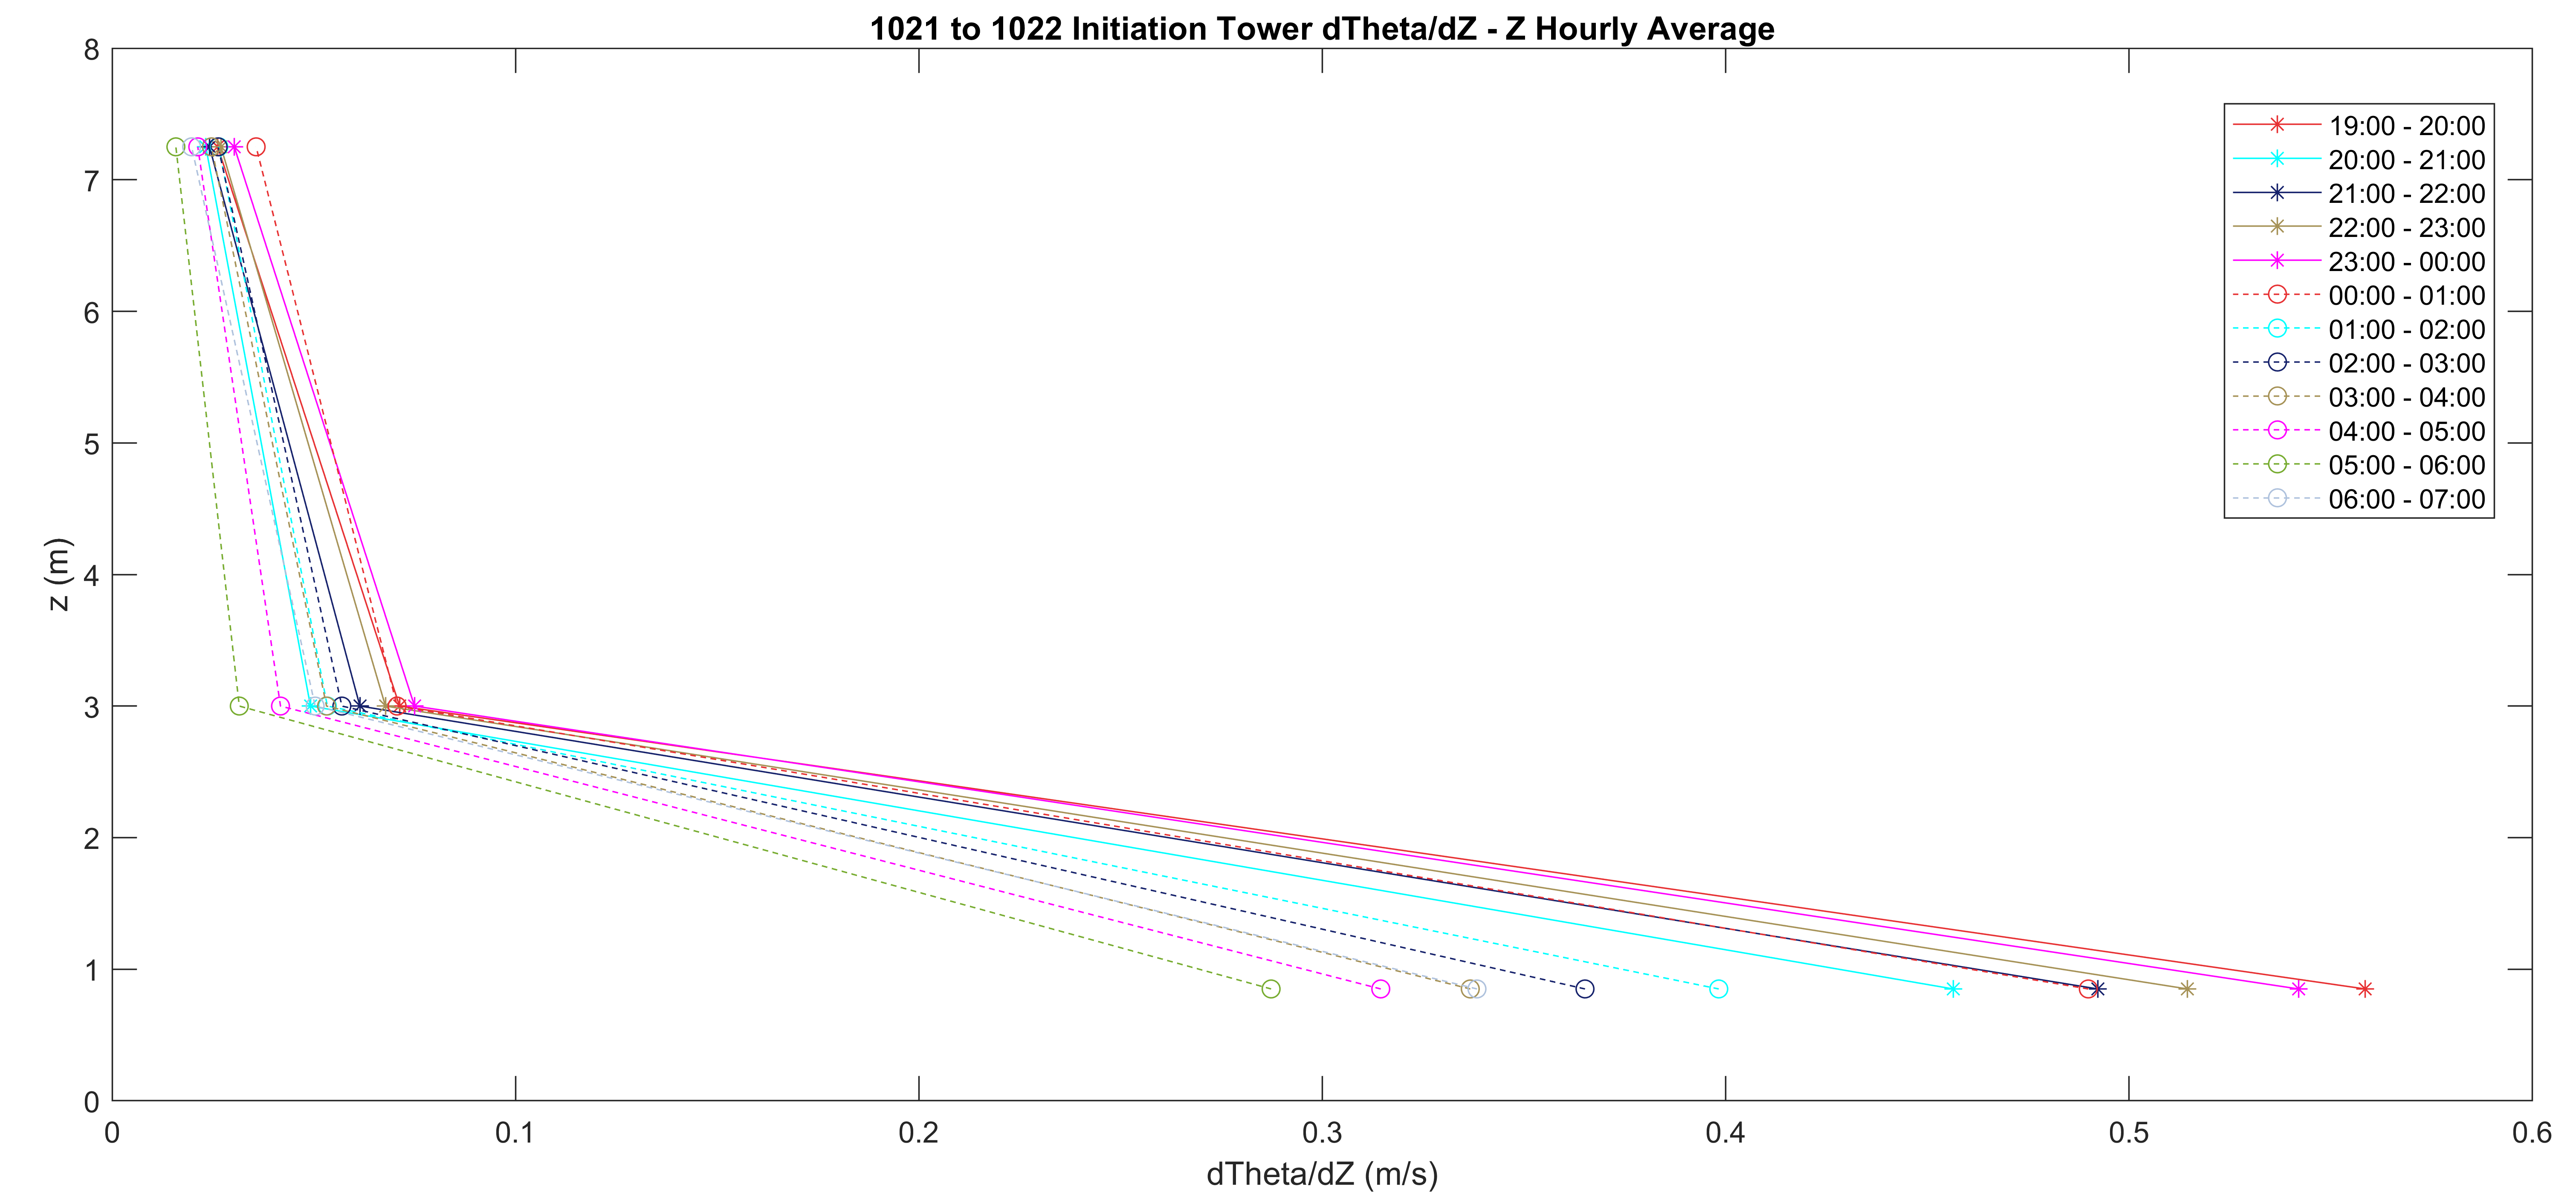 1021 to 1022 Initiation Tower dTheta/dZ - Z Hourly Average
8
7
6
5
4
3
2
1
0
z (m)
19:00 - 20:00
20:00 - 21:00
21:00 - 22:00
22:00 - 23:00
23:00 - 00:00
00:00 - 01:00
01:00 - 02:00
02:00 - 03:00
03:00 - 04:00
04:00 - 05:00
05:00 - 06:00
06:00 - 07:00
0 0.1 0.2 0.3 0.4 0.5 0.6
dTheta/dZ (m/s)